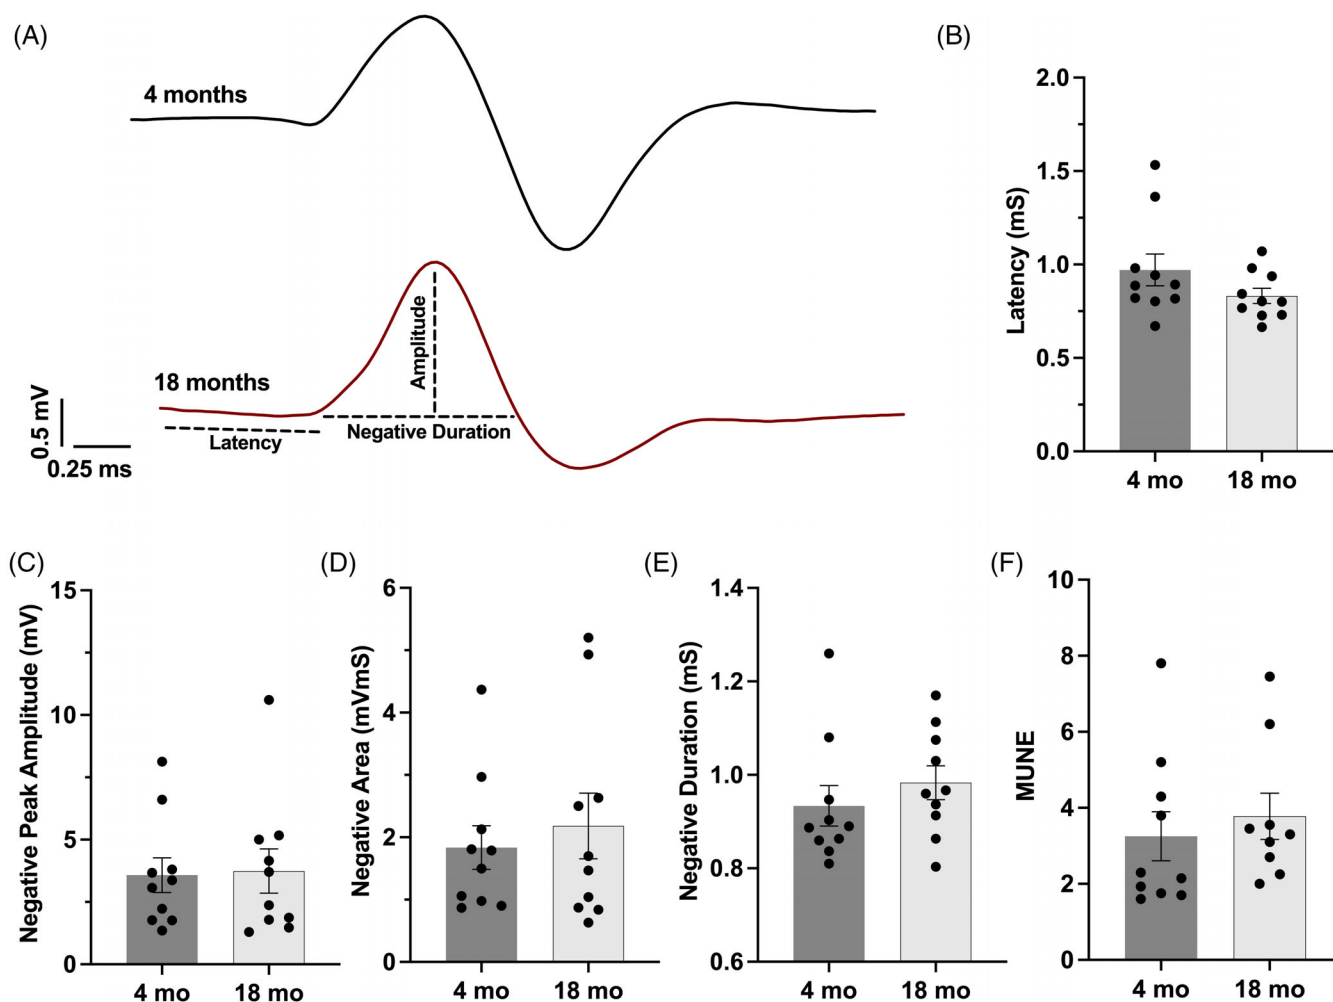 (A)
4 months
18 months
Amplitude
Negative Duration
Latency
0.5 mV
0.25 ms
(B)
Latency (mS)
2.0
1.5
1.0
0.5
0.0
4 mo
18 mo
(C)
Negative Peak Amplitude (mV)
15
10
5
0
4 mo
18 mo
(D)
Negative Area (mVmS)
6
4
2
0
4 mo
18 mo
(E)
Negative Duration (mS)
1.4
1.2
1.0
0.8
0.6
4 mo
18 mo
(F)
MUNE
10
8
6
4
2
0
4 mo
18 mo